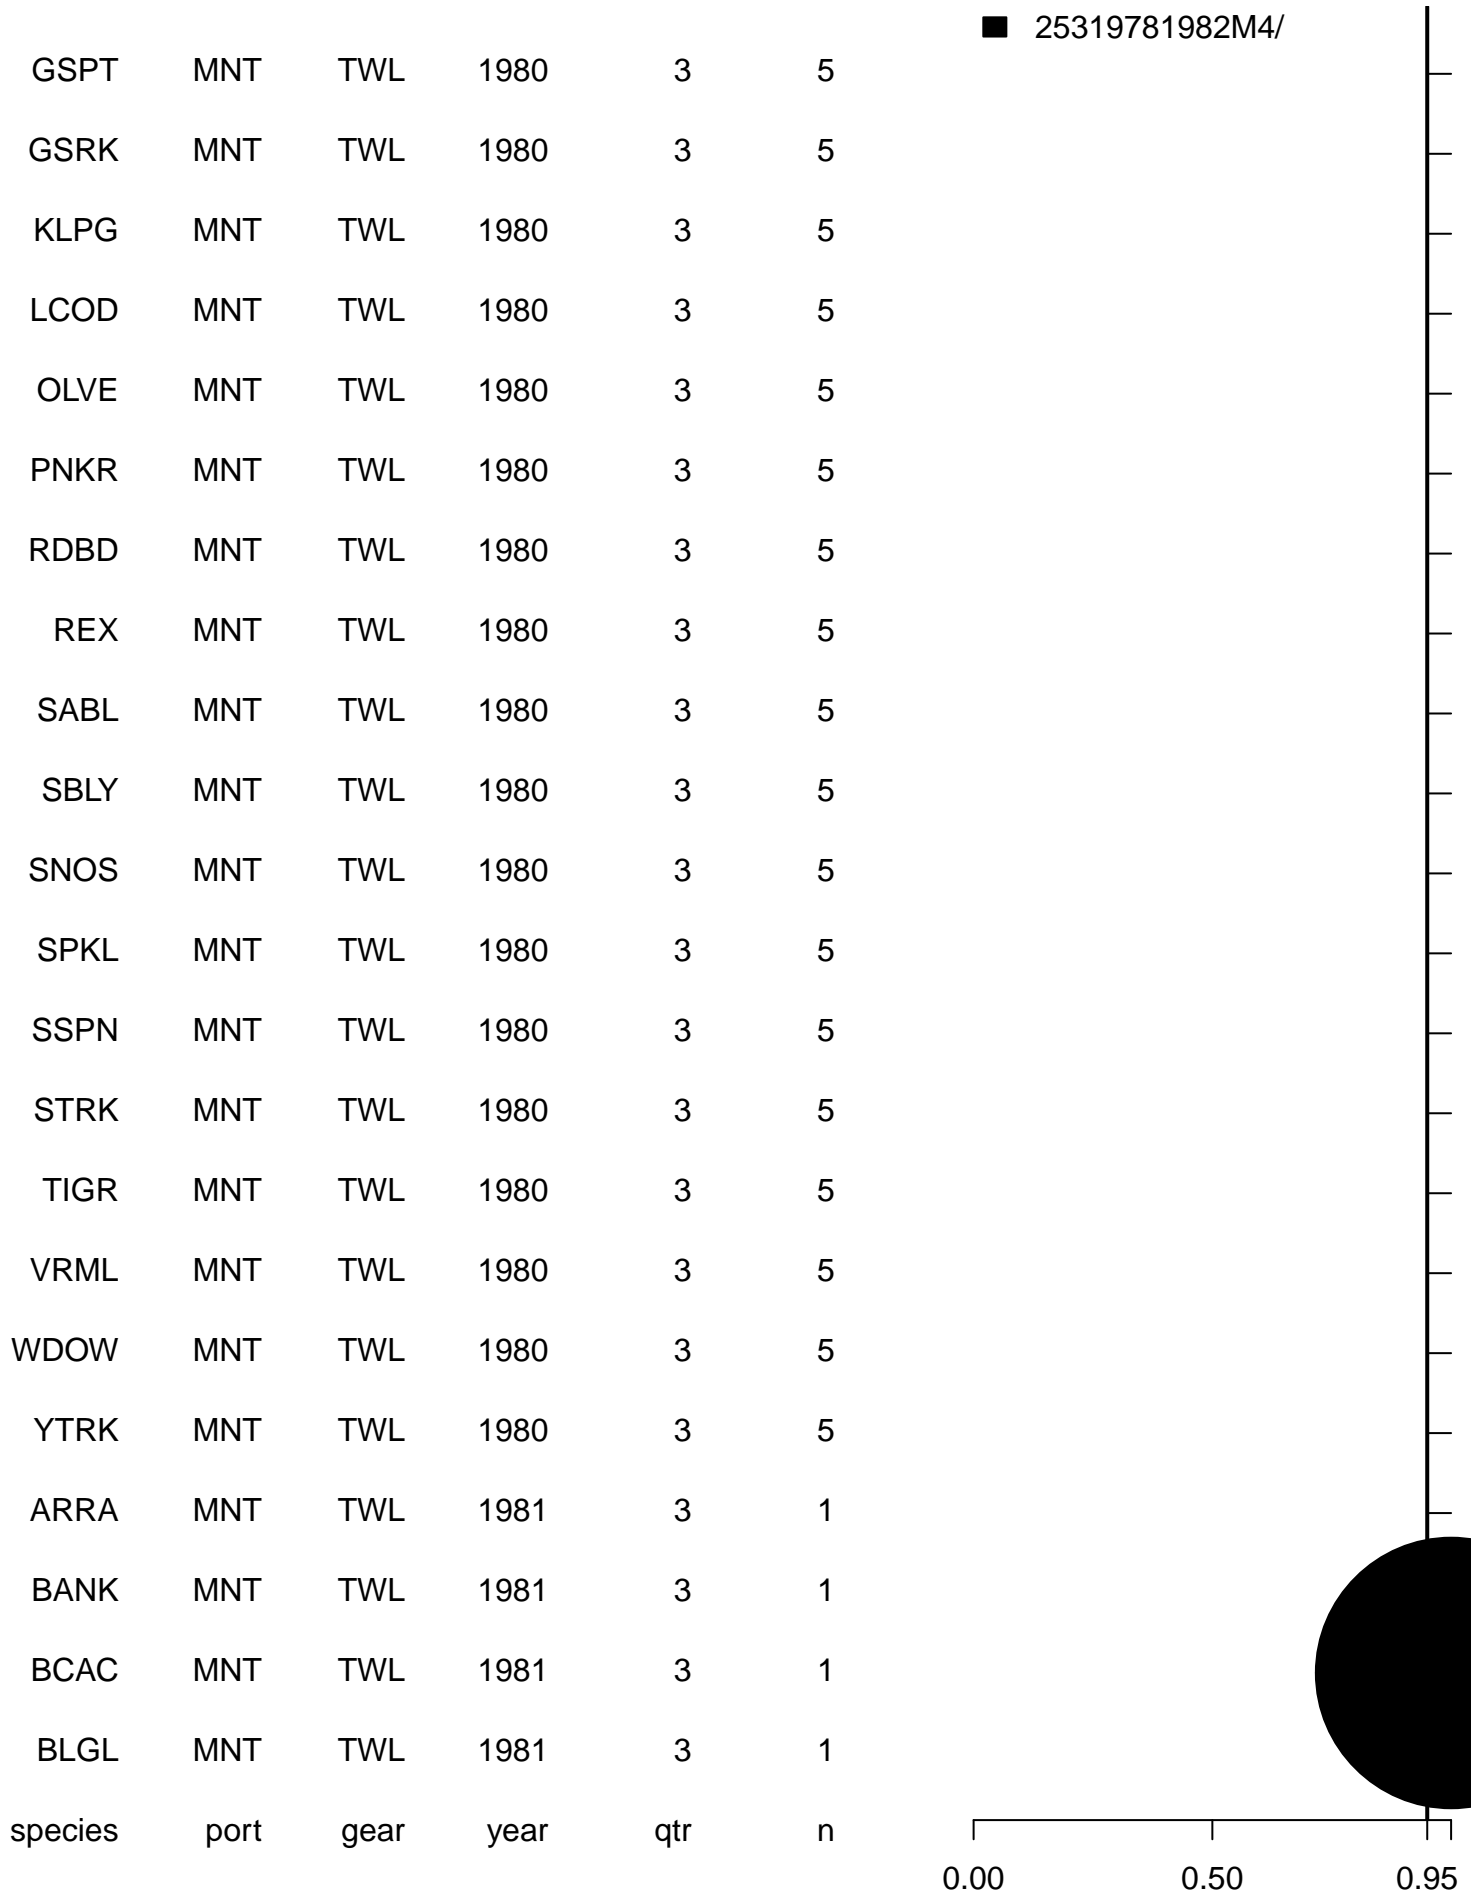 25319781982M4/
GSPT MNT TWL 1980 3 5
GSRK MNT TWL 1980 3 5
KLPG MNT TWL 1980 3 5
LCOD MNT TWL 1980 3 5
OLVE MNT TWL 1980 3 5
PNKR MNT TWL 1980 3 5
RDBD MNT TWL 1980 3 5
REX MNT TWL 1980 3 5
SABL MNT TWL 1980 3 5
SBLY MNT TWL 1980 3 5
SNOS MNT TWL 1980 3 5
SPKL MNT TWL 1980 3 5
SSPN MNT TWL 1980 3 5
STRK MNT TWL 1980 3 5
TIGR MNT TWL 1980 3 5
VRML MNT TWL 1980 3 5
WDOW MNT TWL 1980 3 5
YTRK MNT TWL 1980 3 5
ARRA MNT TWL 1981 3 1
BANK MNT TWL 1981 3 1
BCAC MNT TWL 1981 3 1
BLGL MNT TWL 1981 3 1
species port gear year qtr n
0.00 0.50 0.95